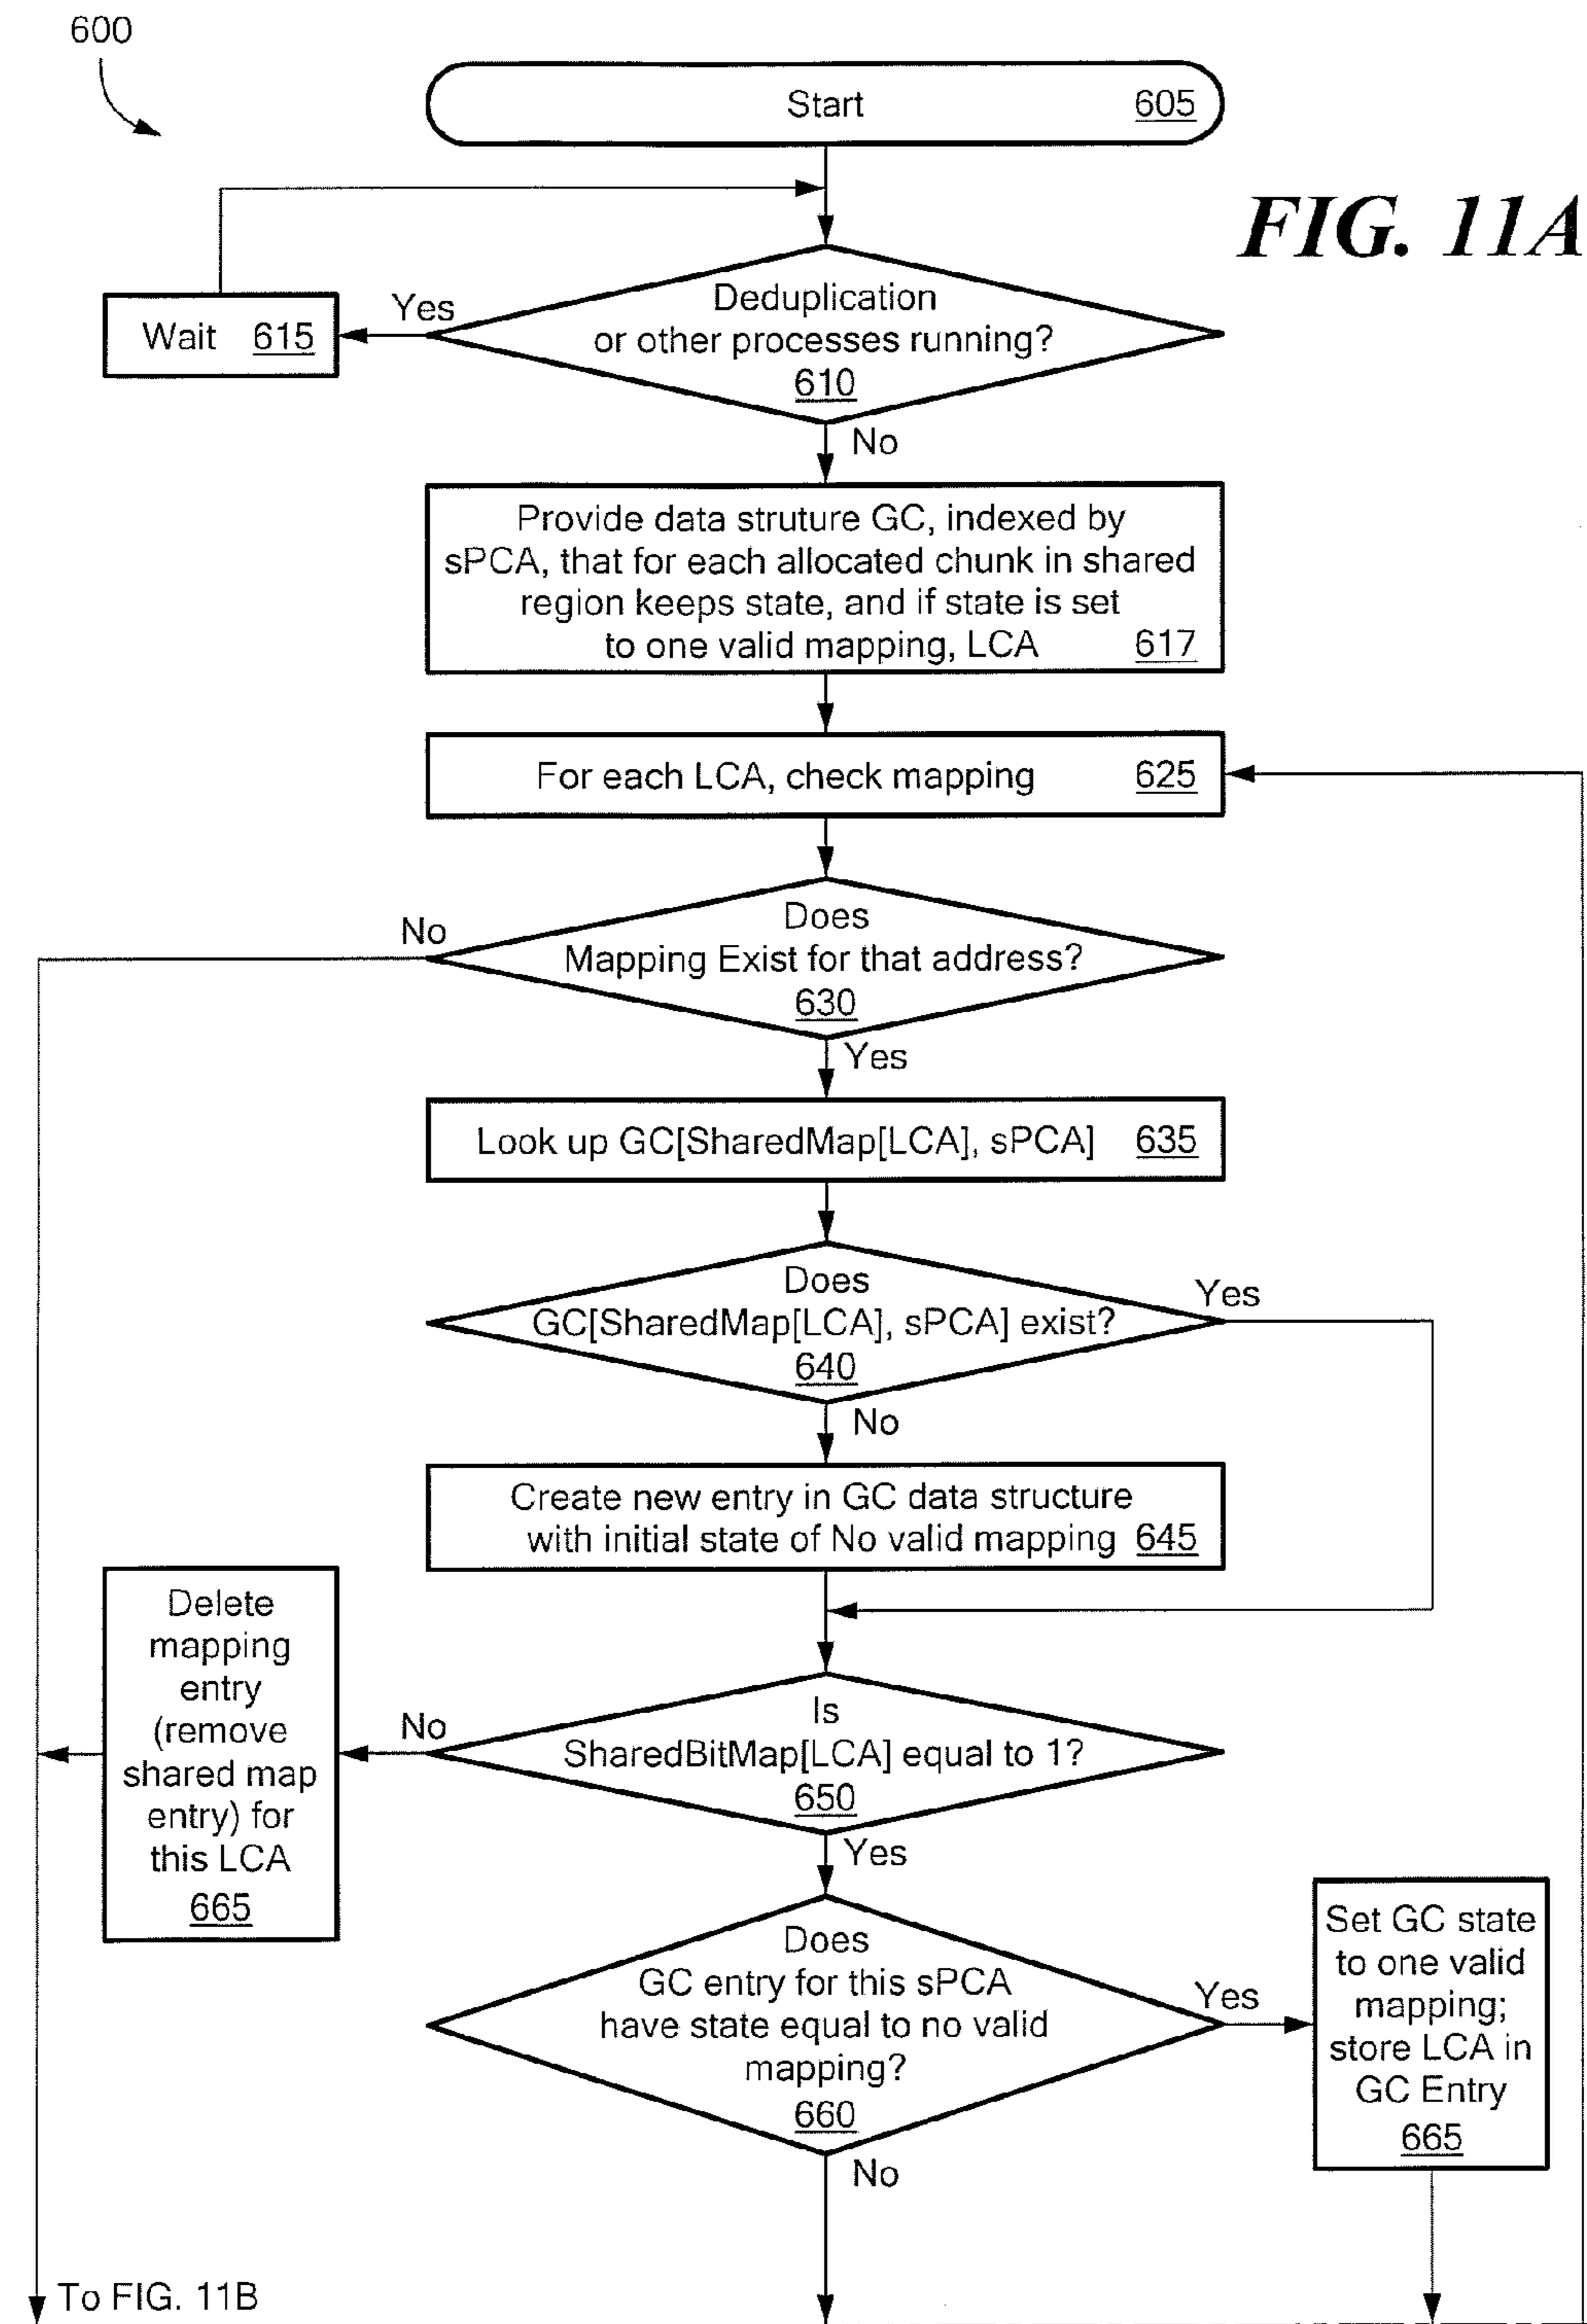 600
Start 605
FIG. 11A
Deduplication
or other processes running?
610
Yes
Wait 615
No
Provide data struture GC, indexed by
sPCA, that for each allocated chunk in shared
region keeps state, and if state is set
to one valid mapping, LCA 617
For each LCA, check mapping 625
Does
Mapping Exist for that address?
630
No
Yes
Look up GC[SharedMap[LCA], sPCA] 635
Does
GC[SharedMap[LCA], sPCA] exist?
640
Yes
No
Create new entry in GC data structure
with initial state of No valid mapping 645
Is
SharedBitMap[LCA] equal to 1?
650
No
Delete
mapping
entry
(remove
shared map
entry) for
this LCA
665
Yes
Does
GC entry for this sPCA
have state equal to no valid
mapping?
660
Yes
Set GC state
to one valid
mapping;
store LCA in
GC Entry
665
No
To FIG. 11B